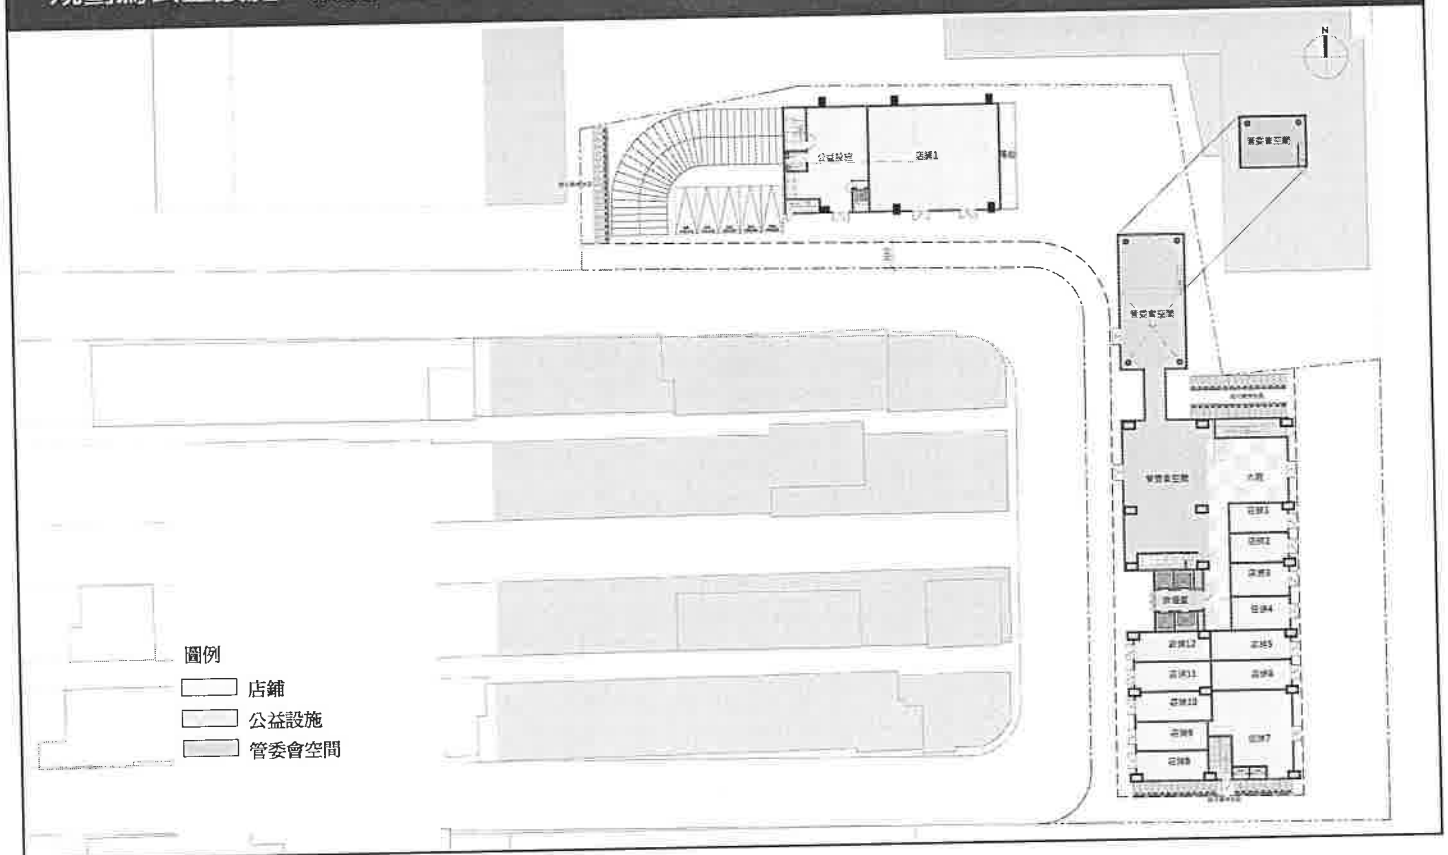 N
管委會空間
公益設施
店鋪1
管委會空間
管委會空間
大廳
店鋪1
店鋪2
店鋪3
店鋪4
店鋪12
店鋪5
店鋪11
店鋪6
店鋪10
店鋪9
店鋪7
店鋪8
圖例
店鋪
公益設施
管委會空間